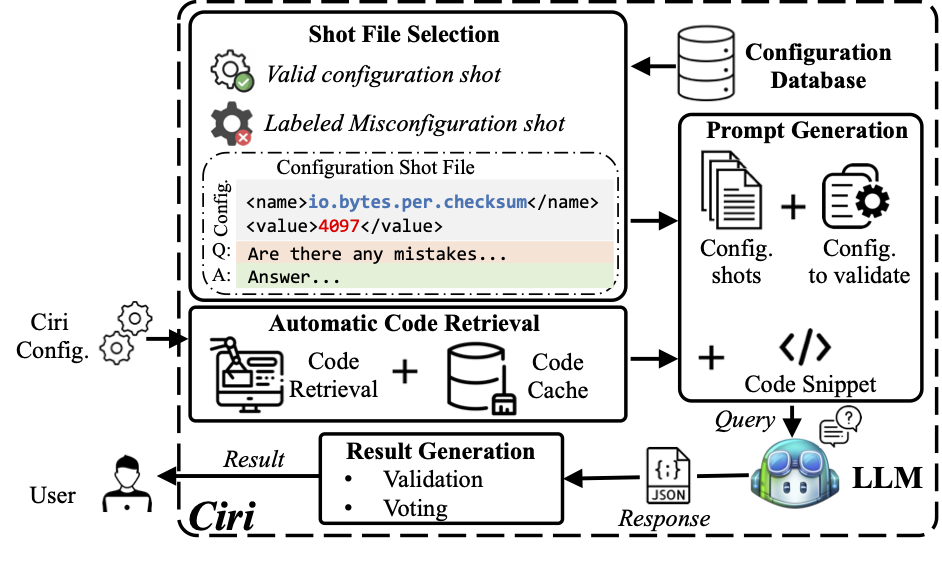 Shot File Selection
Valid configuration shot
Labeled Misconfiguration shot
Configuration Shot File
Config.
<name>io.bytes.per.checksum</name>
<value>4097</value>
Q:
Are there any mistakes...
A:
Answer...
Configuration
Database
Prompt Generation
Config.
shots
+
Config.
to validate
+
</>
Code Snippet
Ciri
Config.
Automatic Code Retrieval
Code
Retrieval
+
Code
Cache
Query
?
LLM
{;}
JSON
Response
Result Generation
• Validation
• Voting
Result
User
Ciri